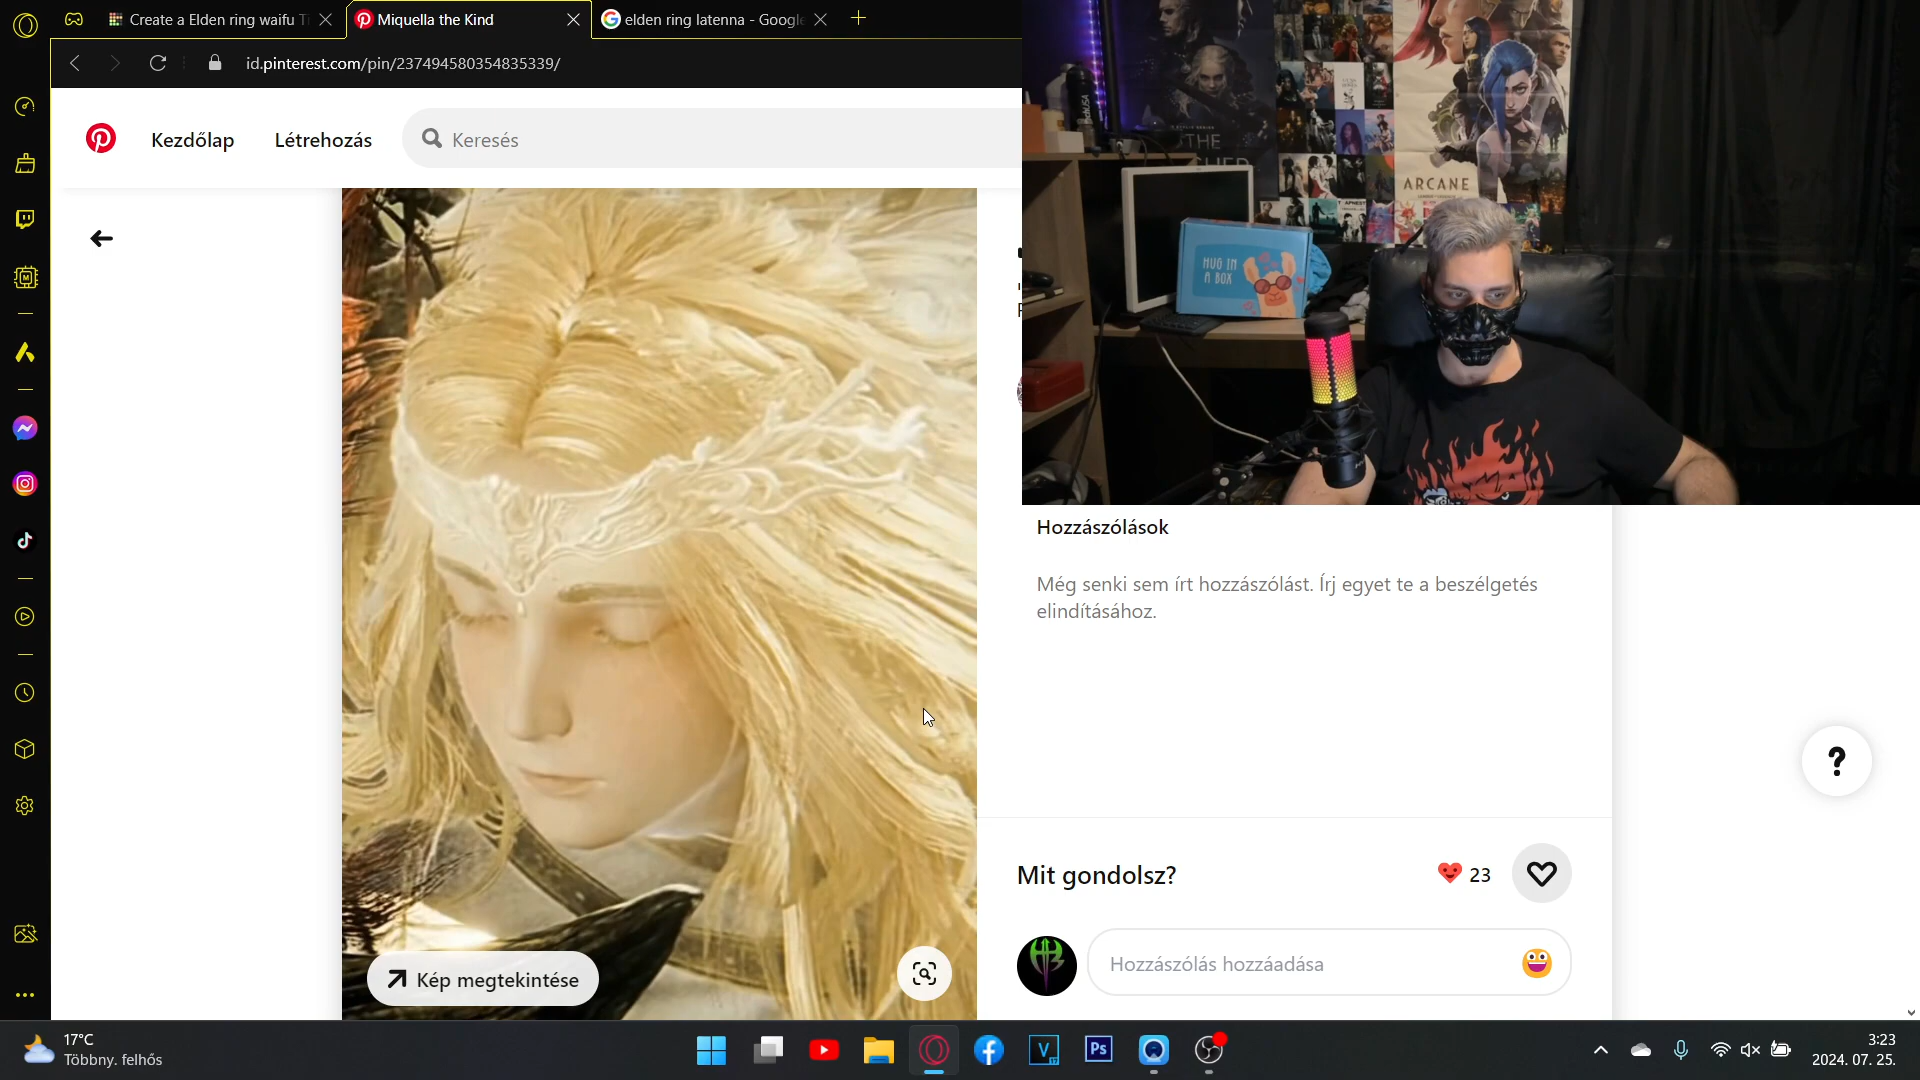 Create a Elden ring waifu T
Miquella the Kind
elden ring latenna - Google
id.pinterest.com/pin/237494580354835339/
Kezdőlap
Létrehozás
Keresés
THE
ARCANE
HUG IN
A BOX
Hozzászólások
Még senki sem írt hozzászólást. Írj egyet te a beszélgetés
elindításához.
Mit gondolsz?
23
Kép megtekintése
Hozzászólás hozzáadása
17°C
Többny. felhős
3:23
2024. 07. 25.